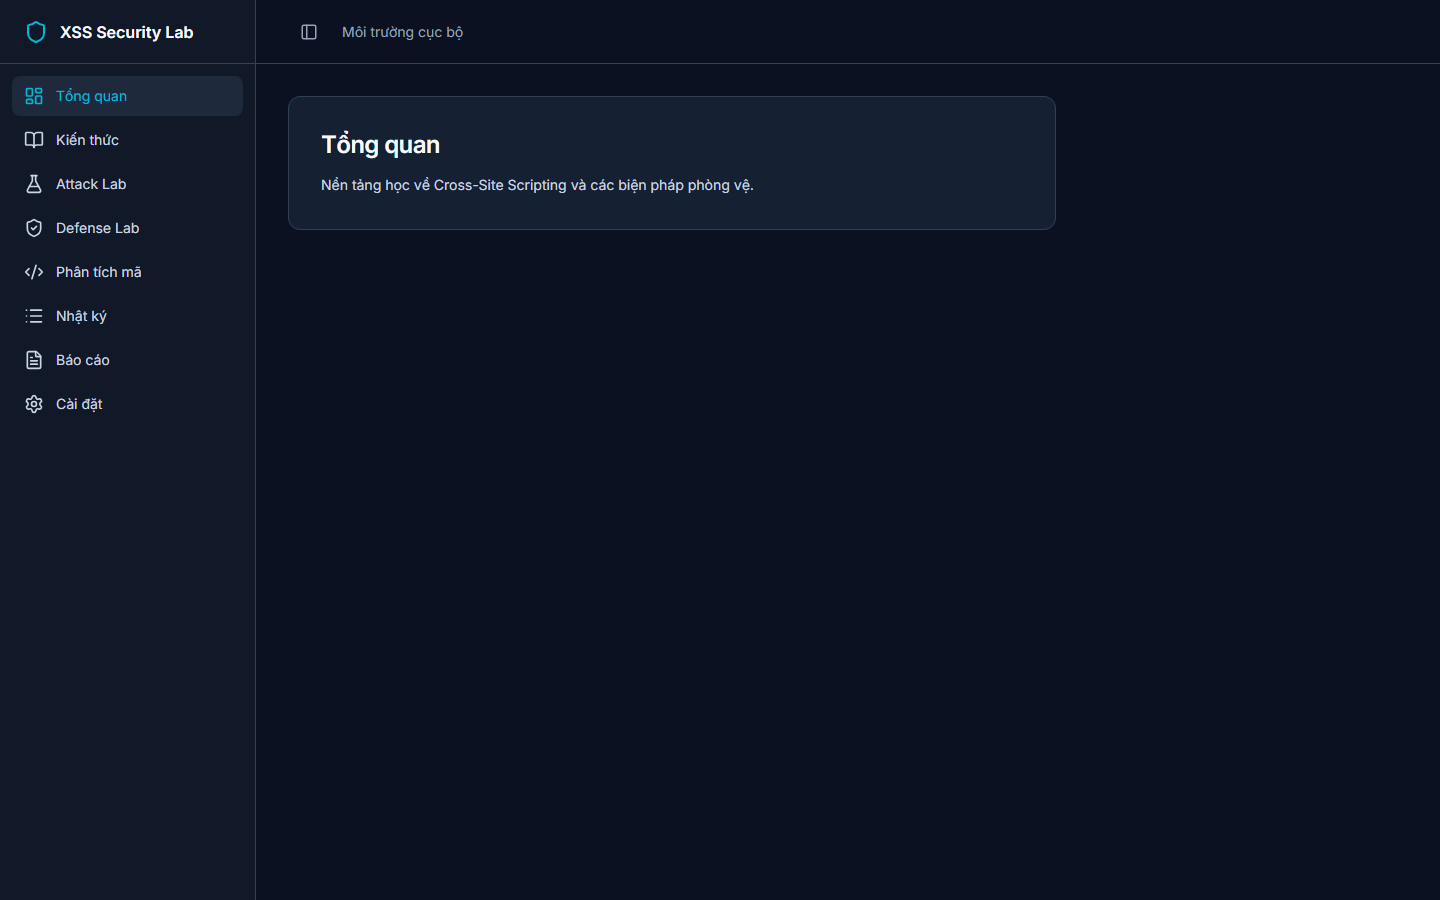 XSS Security Lab
Môi trường cục bộ
Tổng quan
Kiến thức
Attack Lab
Defense Lab
Phân tích mã
Nhật ký
Báo cáo
Cài đặt
Tổng quan
Nền tảng học về Cross-Site Scripting và các biện pháp phòng vệ.